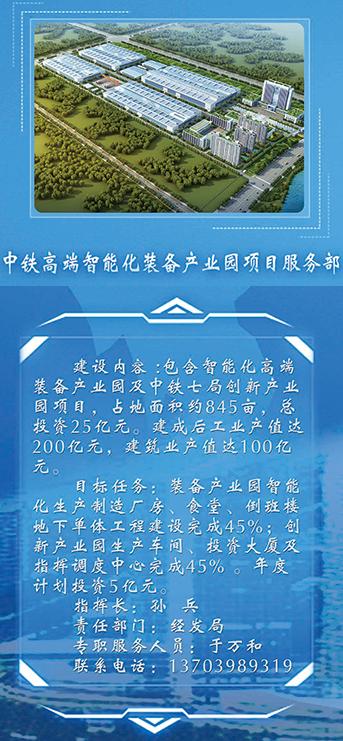 中铁高端智能化装备产业园项目服务部
建设内容:包含智能化高端
装备产业园及中铁七局创新产业
园项目，占地面积约845亩，总
投资25亿元。建成后工业产值达
200亿元，建筑业产值达100亿
元。
目标任务：装备产业园智能
化生产制造厂房、食堂、倒班楼
地下单体工程建设完成45%；创
新产业园生产车间、投资大厦及
指挥调度中心完成45%。年度
计划投资5亿元。
指挥长：孙 兵
责任部门：经发局
专职服务人员：于万和
联系电话：13703989319